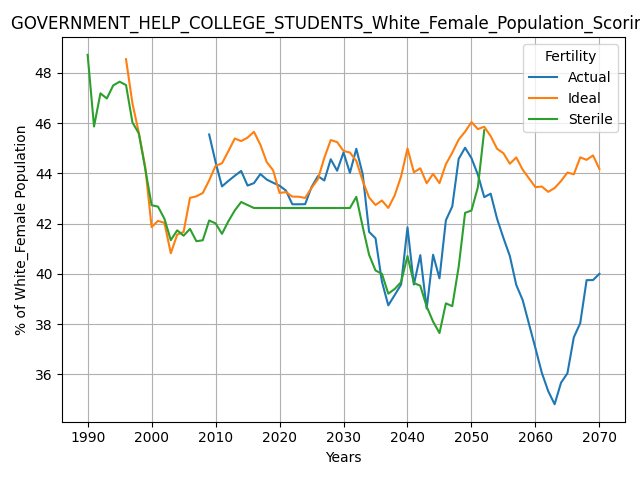 GOVERNMENT_HELP_COLLEGE_STUDENTS_White_Female_Population_Scorin
Fertility
Actual
Ideal
Sterile
% of White_Female Population
48
46
44
42
40
38
36
1990 2000 2010 2020 2030 2040 2050 2060 2070
Years